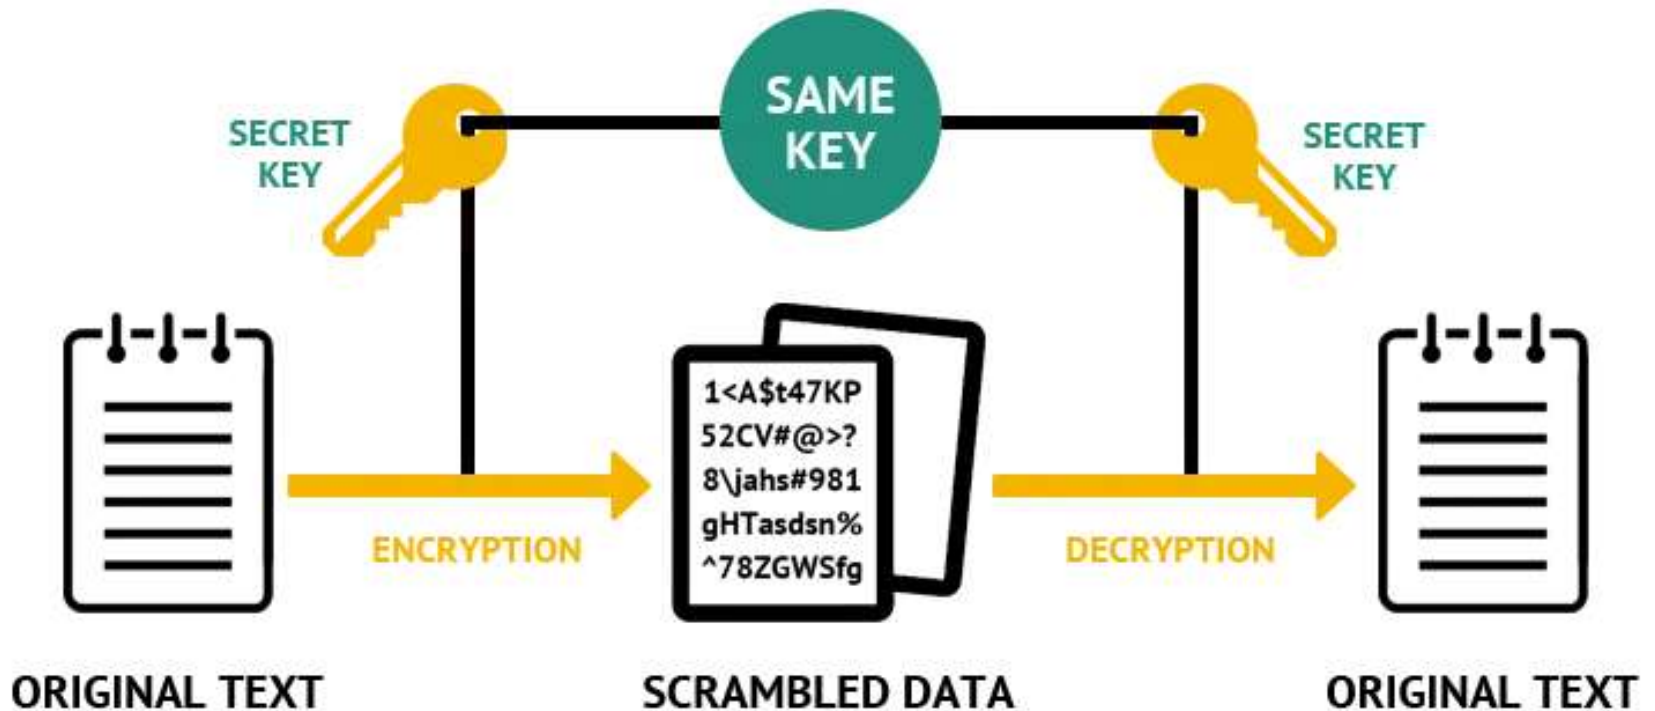 SAME
KEY
SECRET
KEY
SECRET
KEY
1<A$t47KP
52CV#@>?
8\jahs#981
gHTasdsn%
^78ZGWSfg
ENCRYPTION
DECRYPTION
ORIGINAL TEXT
SCRAMBLED DATA
ORIGINAL TEXT